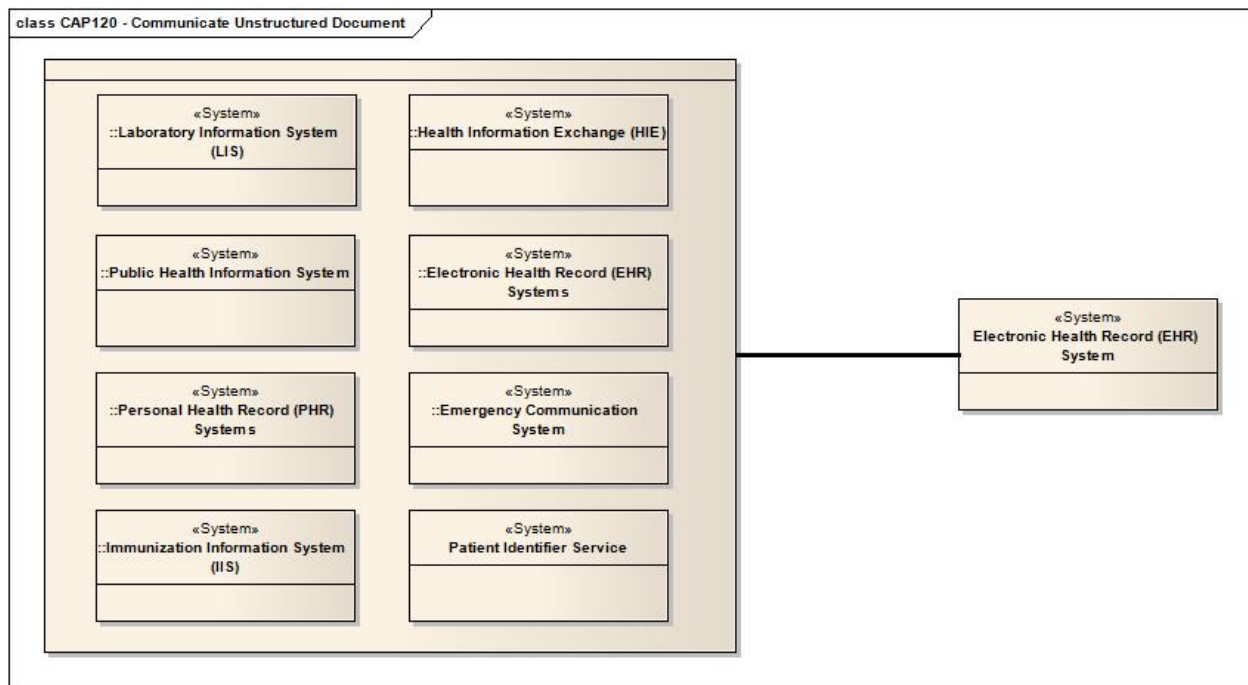 class CAP120 - Communicate Unstructured Document
«System»
::Laboratory Information System
(LIS)
«System»
::Health Information Exchange (HIE)
«System»
::Public Health Information System
«System»
::Electronic Health Record (EHR)
Systems
«System»
Electronic Health Record (EHR)
System
«System»
::Personal Health Record (PHR)
Systems
«System»
::Emergency Communication
System
«System»
::Immunization Information System
(IIS)
«System»
Patient Identifier Service